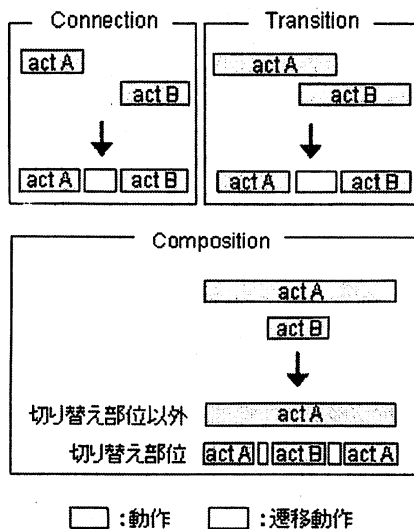 Connection
Transition
act A
act A
act B
act B
act A
act B
act A
act B
Composition
act A
act B
切り替え部位以外
act A
切り替え部位
act A
act B
act A
:動作
:遷移動作